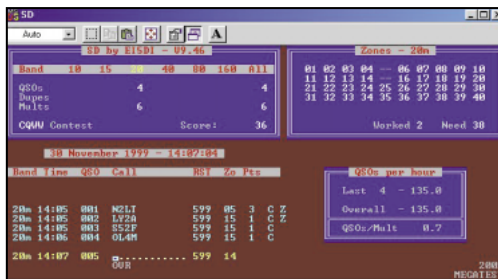 SD
Auto
A
SD by EI5DI - V9.46
Band 10 15 20 40 80 160 All
QSOs 4 4
Dupes
Mults 6 6
CQWW Contest Score: 36
Zones - 20m
01 02 03 04 -- 06 07 08 09 10
11 12 13 14 -- 16 17 18 19 20
21 22 23 24 25 26 27 28 29 30
31 32 33 34 35 36 37 38 39 40
Worked 2 Need 38
30 November 1999 - 14:07:04
Band Time QSO Call RST Zo Pts
20m 14:05 001 N2LT 599 05 3 C Z
20m 14:05 002 LY2A 599 15 1 C Z
20m 14:05 003 S52F 599 15 1 C
20m 14:06 004 OL4M 599 15 1 C
20m 14:07 005 599 14
OVR
QSOs per hour
Last 4 - 135.0
Overall - 135.0
QSOs/Mult 0.7
200
MEGATES